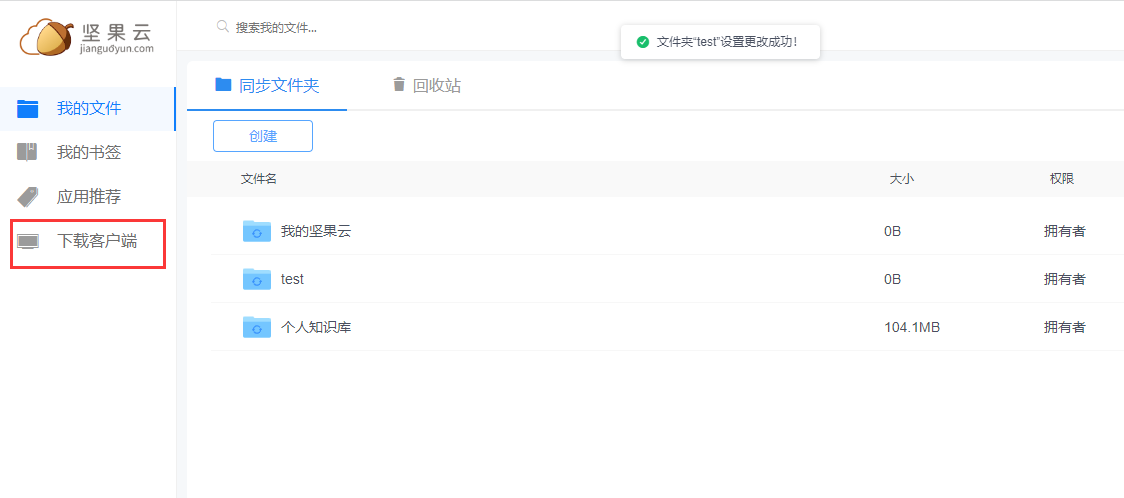 坚果云
jianguoyun.com
搜索我的文件...
文件夹“test”设置更改成功！
我的文件
我的书签
应用推荐
下载客户端
同步文件夹
回收站
创建
文件名 大小 权限
我的坚果云 0B 拥有者
test 0B 拥有者
个人知识库 104.1MB 拥有者